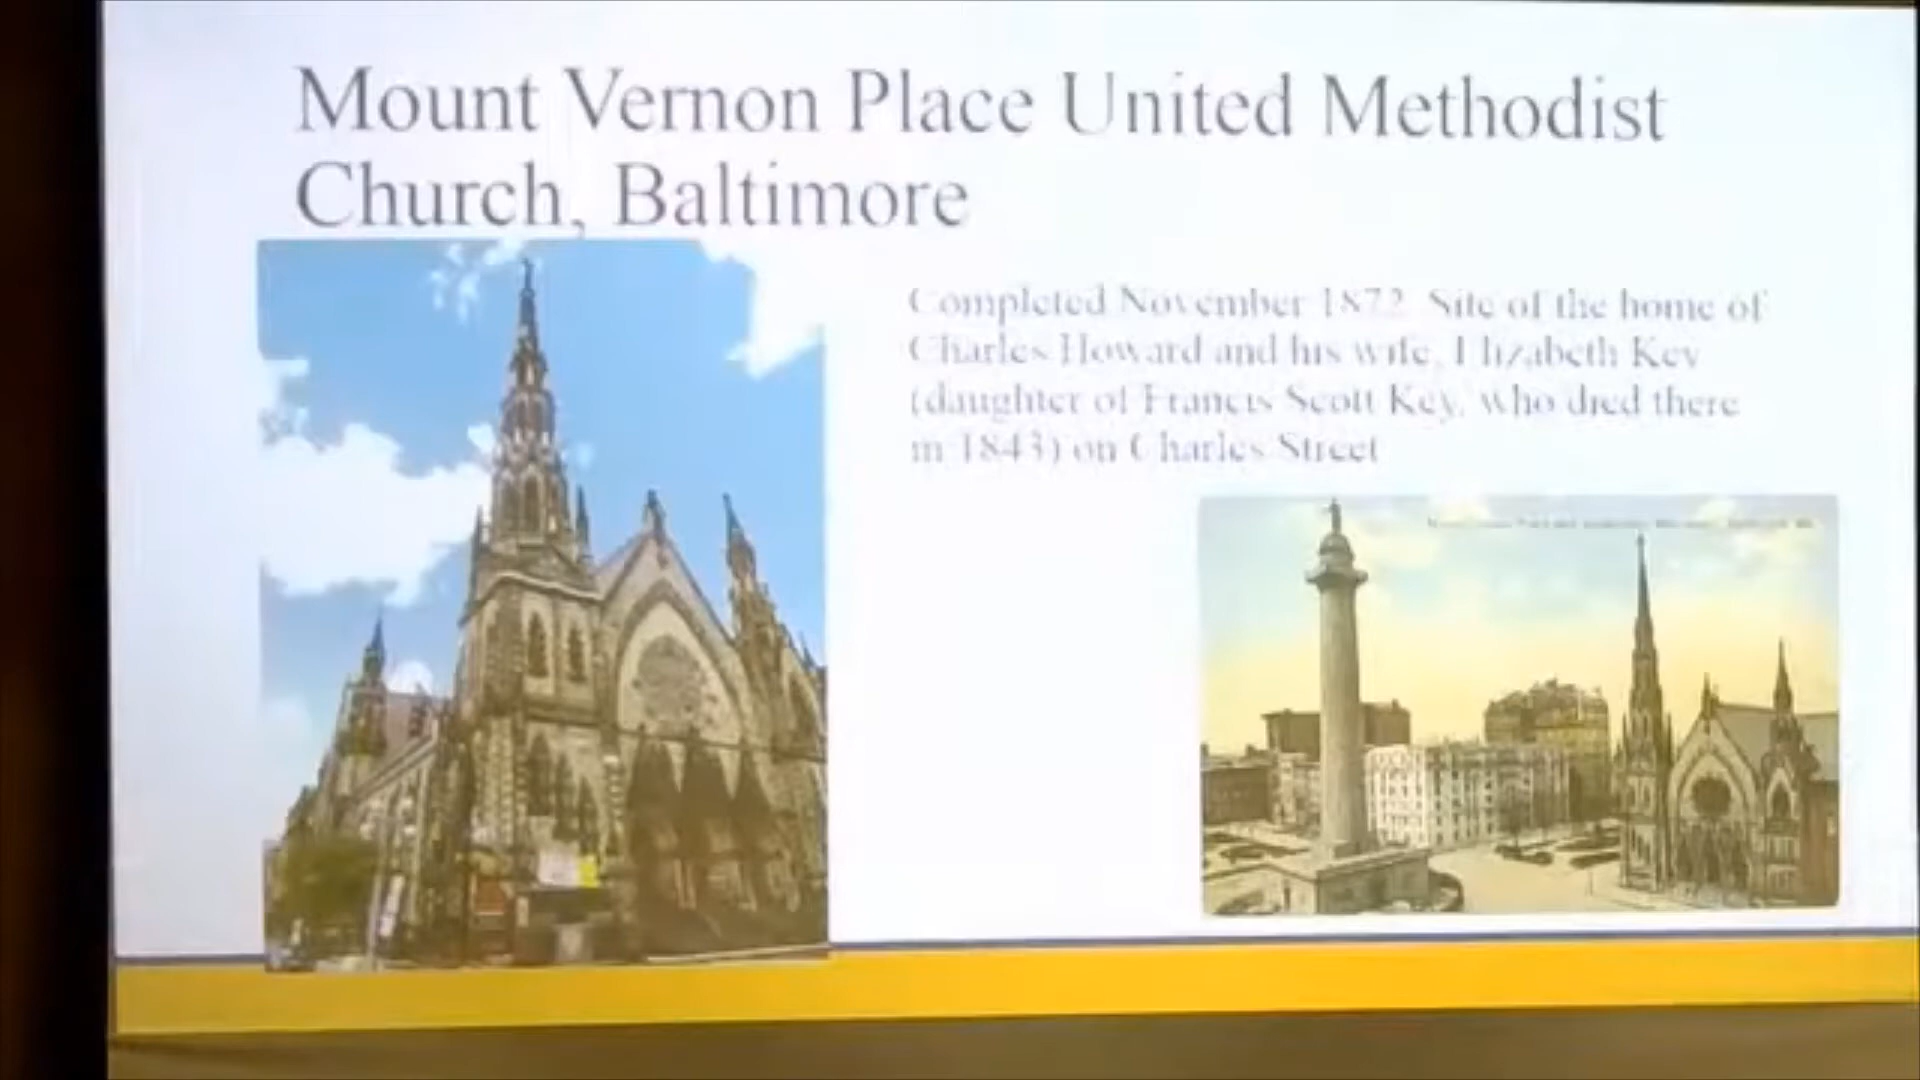 Mount Vernon Place United Methodist
Church, Baltimore
Completed November 1872. Site of the home of
Charles Howard and his wife, Elizabeth Key
(daughter of Francis Scott Key, who died there
in 1843) on Charles Street